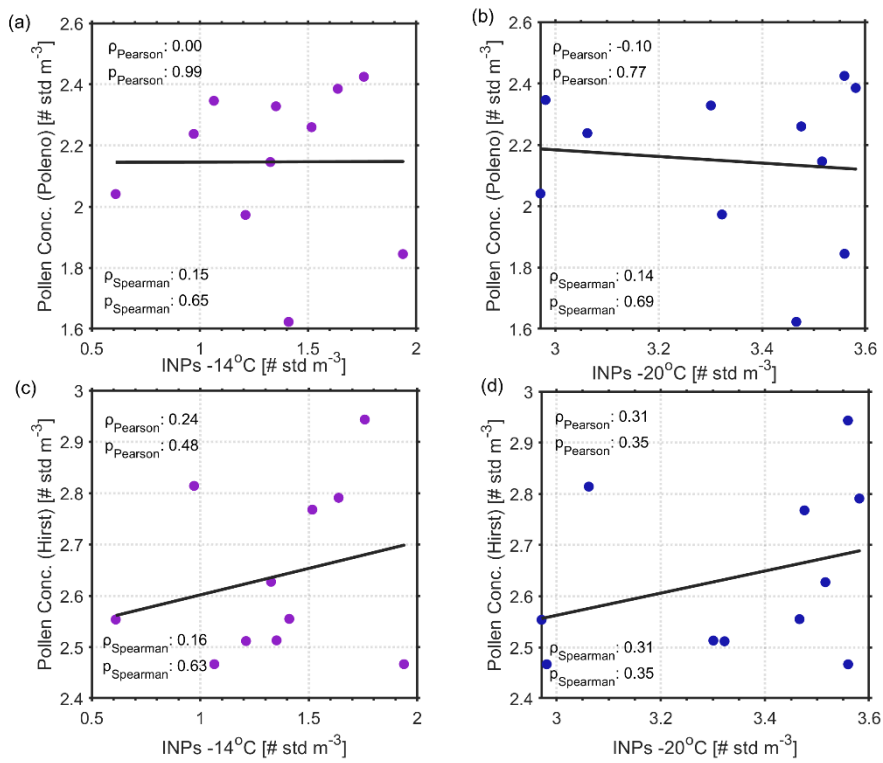 (a)
2.6
2.4
2.2
2
1.8
1.6
Pollen Conc. (Poleno) [# std m⁻³]
ρPearson: 0.00
pPearson: 0.99
ρSpearman: 0.15
pSpearman: 0.65
0.5 1 1.5 2
INPs -14°C [# std m⁻³]
(b)
2.6
2.4
2.2
2
1.8
1.6
Pollen Conc. (Poleno) [# std m⁻³]
ρPearson: -0.10
pPearson: 0.77
ρSpearman: 0.14
pSpearman: 0.69
3 3.2 3.4 3.6
INPs -20°C [# std m⁻³]
(c)
3
2.9
2.8
2.7
2.6
2.5
2.4
Pollen Conc. (Hirst) [# std m⁻³]
ρPearson: 0.24
pPearson: 0.48
ρSpearman: 0.16
pSpearman: 0.63
0.5 1 1.5 2
INPs -14°C [# std m⁻³]
(d)
3
2.9
2.8
2.7
2.6
2.5
2.4
Pollen Conc. (Hirst) [# std m⁻³]
ρPearson: 0.31
pPearson: 0.35
ρSpearman: 0.31
pSpearman: 0.35
3 3.2 3.4 3.6
INPs -20°C [# std m⁻³]